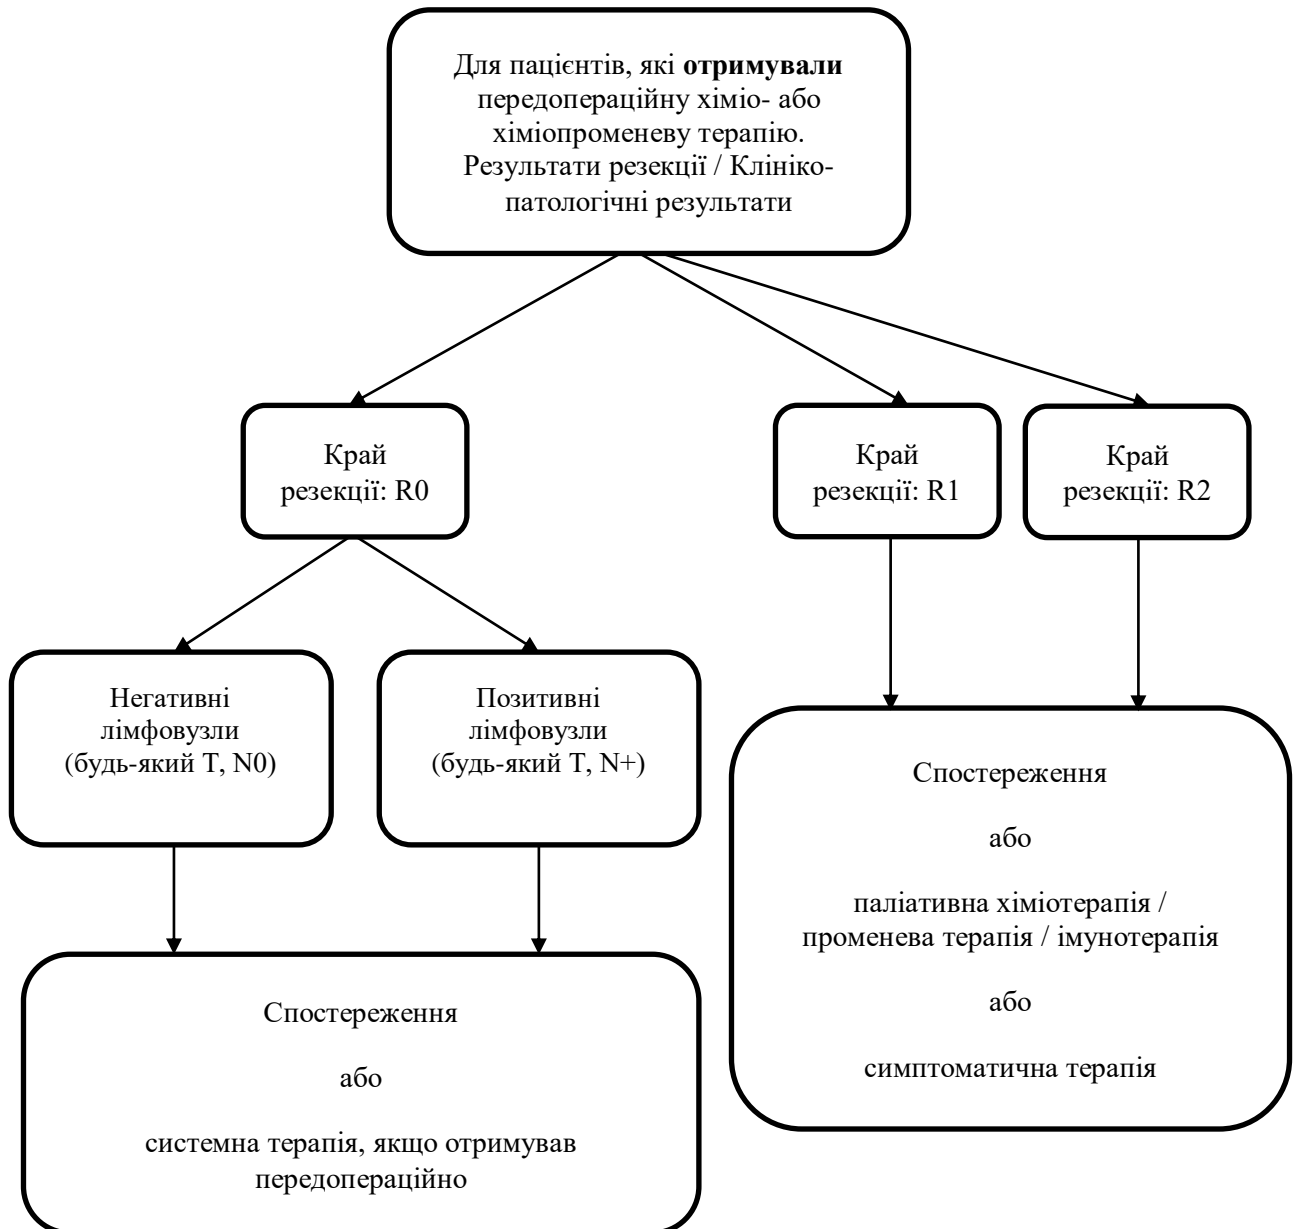 Для пацієнтів, які отримували
передопераційну хіміо- або
хіміопроменеву терапію.
Результати резекції / Клініко-
патологічні результати
Край
резекції: R0
Край
резекції: R1
Край
резекції: R2
Негативні
лімфовузли
(будь-який T, N0)
Позитивні
лімфовузли
(будь-який T, N+)
Спостереження
або
паліативна хіміотерапія /
променева терапія / імунотерапія
або
симптоматична терапія
Спостереження
або
системна терапія, якщо отримував
передопераційно